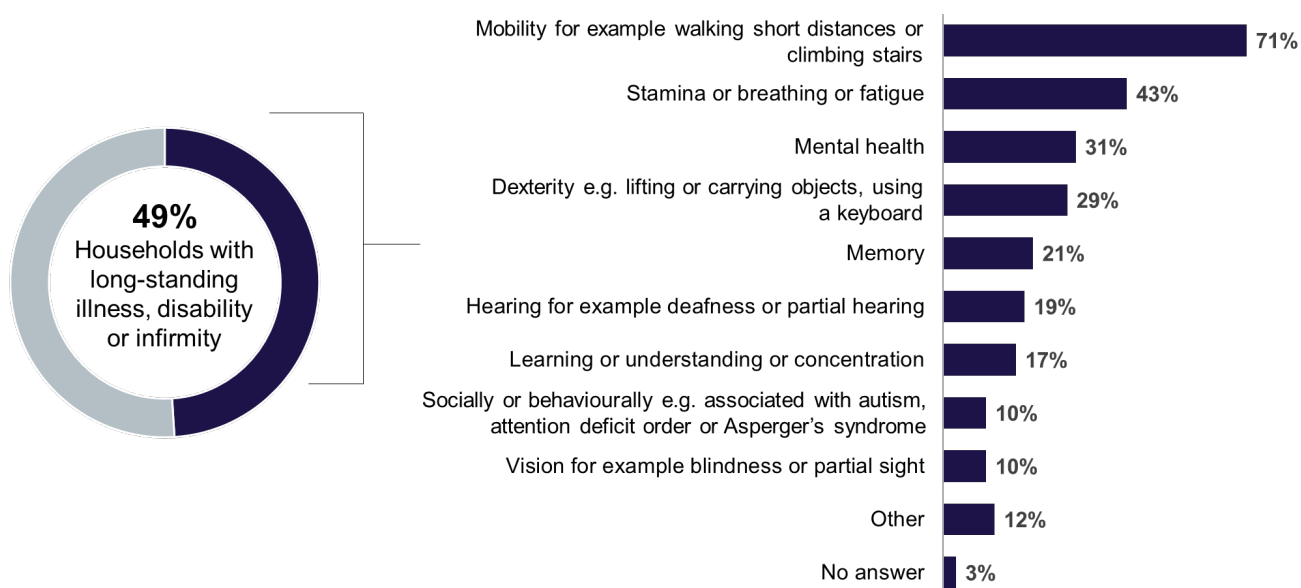 49%
Households with
long-standing
illness, disability
or infirmity
Mobility for example walking short distances or
climbing stairs
71%
Stamina or breathing or fatigue
43%
Mental health
31%
Dexterity e.g. lifting or carrying objects, using
a keyboard
29%
Memory
21%
Hearing for example deafness or partial hearing
19%
Learning or understanding or concentration
17%
Socially or behaviourally e.g. associated with autism,
attention deficit order or Asperger’s syndrome
10%
Vision for example blindness or partial sight
10%
Other
12%
No answer
3%